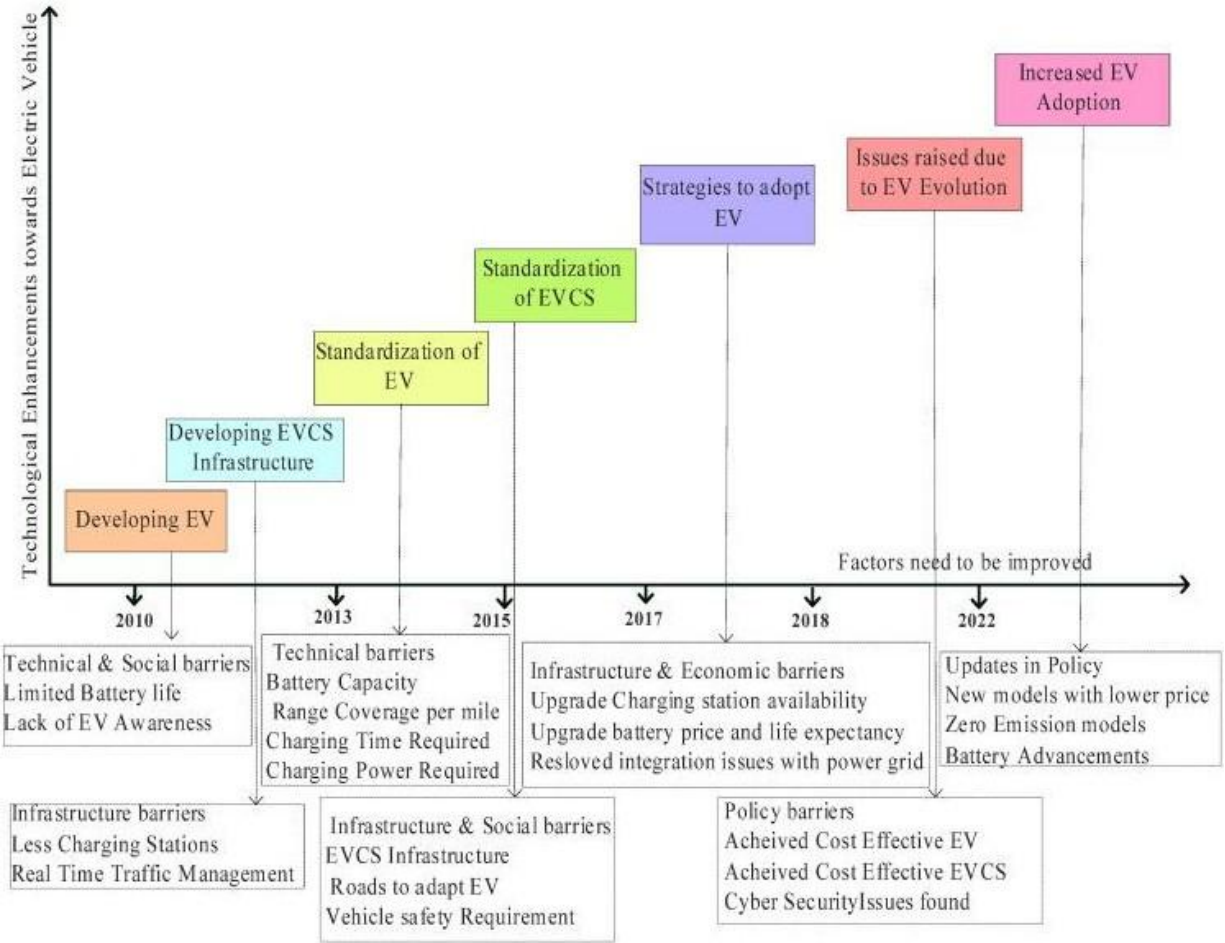 Technological Enhancements towards Electric Vehicle
Increased EV
Adoption
Issues raised due
to EV Evolution
Strategies to adopt
EV
Standardization
of EVCS
Standardization of
EV
Developing EVCS
Infrastructure
Developing EV
Factors need to be improved
2010
2013
2015
2017
2018
2022
Technical & Social barriers
Limited Battery life
Lack of EV Awareness
Technical barriers
Battery Capacity
Range Coverage per mile
Charging Time Required
Charging Power Required
Infrastructure & Economic barriers
Upgrade Charging station availability
Upgrade battery price and life expectancy
Resloved integration issues with power grid
Updates in Policy
New models with lower price
Zero Emission models
Battery Advancements
Infrastructure barriers
Less Charging Stations
Real Time Traffic Management
Infrastructure & Social barriers
EVCS Infrastructure
Roads to adapt EV
Vehicle safety Requirement
Policy barriers
Acheived Cost Effective EV
Acheived Cost Effective EVCS
Cyber SecurityIssues found